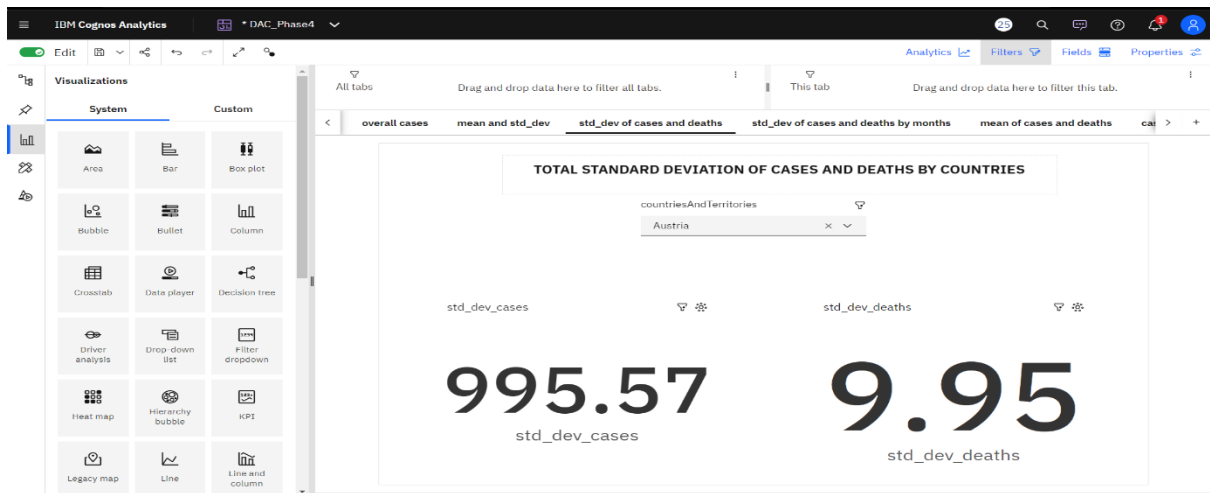 IBM Cognos Analytics
* DAC_Phase4
25
1
Edit
Analytics
Filters
Fields
Properties
Visualizations
System
Custom
Area
Bar
Box plot
Bubble
Bullet
Column
Crosstab
Data player
Decision tree
Driver
analysis
Drop-down
list
Filter
dropdown
Heat map
Hierarchy
bubble
KPI
Legacy map
Line
Line and
column
All tabs
Drag and drop data here to filter all tabs.
This tab
Drag and drop data here to filter this tab.
overall cases
mean and std_dev
std_dev of cases and deaths
std_dev of cases and deaths by months
mean of cases and deaths
TOTAL STANDARD DEVIATION OF CASES AND DEATHS BY COUNTRIES
countriesAndTerritories
Austria
std_dev_cases
std_dev_deaths
995.57
9.95
std_dev_cases
std_dev_deaths